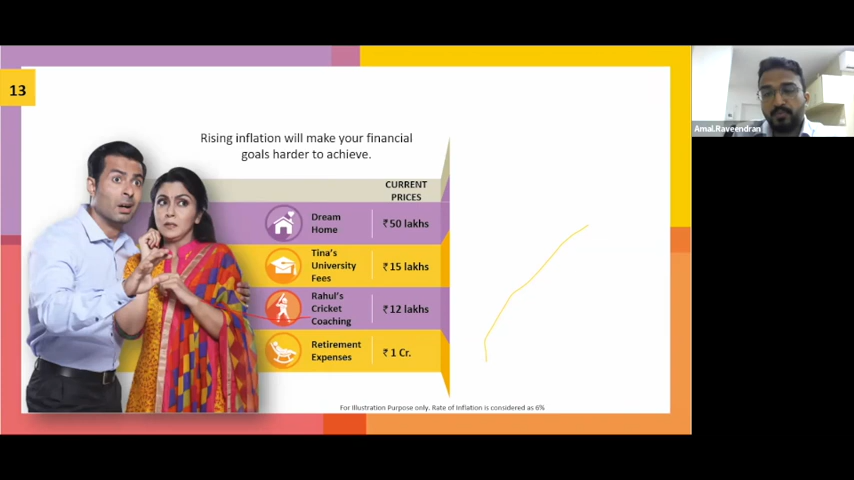 13
Rising inflation will make your financial
goals harder to achieve.
CURRENT
PRICES
Dream
Home
₹ 50 lakhs
Tina's
University
Fees
₹ 15 lakhs
Rahul's
Cricket
Coaching
₹ 12 lakhs
Retirement
Expenses
₹ 1 Cr.
For Illustration Purpose only. Rate of Inflation is considered as 6%
Amal.Raveendran